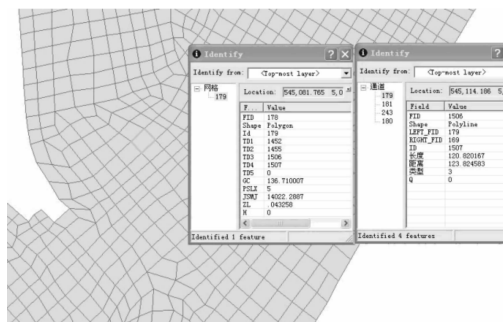 Identify
Identify from: <Top-most layer>
网格
179
Location: 545,081.765 5,0
F... Value
FID 178
Shape Polygon
Id 179
TD1 1452
TD2 1455
TD3 1506
TD4 1507
TD5 0
GC 136.710007
PSLX 5
JSMJ 14022.2887
ZL .043258
H 0
Identified 1 feature
Identify
Identify from: <Top-most layer>
通道
179
181
243
180
Location: 545,114.186 5,
Field Value
FID 1506
Shape Polyline
LEFT_FID 179
RIGHT_FID 169
ID 1507
长度 120.820167
距离 123.824583
类型 3
Q 0
Identified 4 features